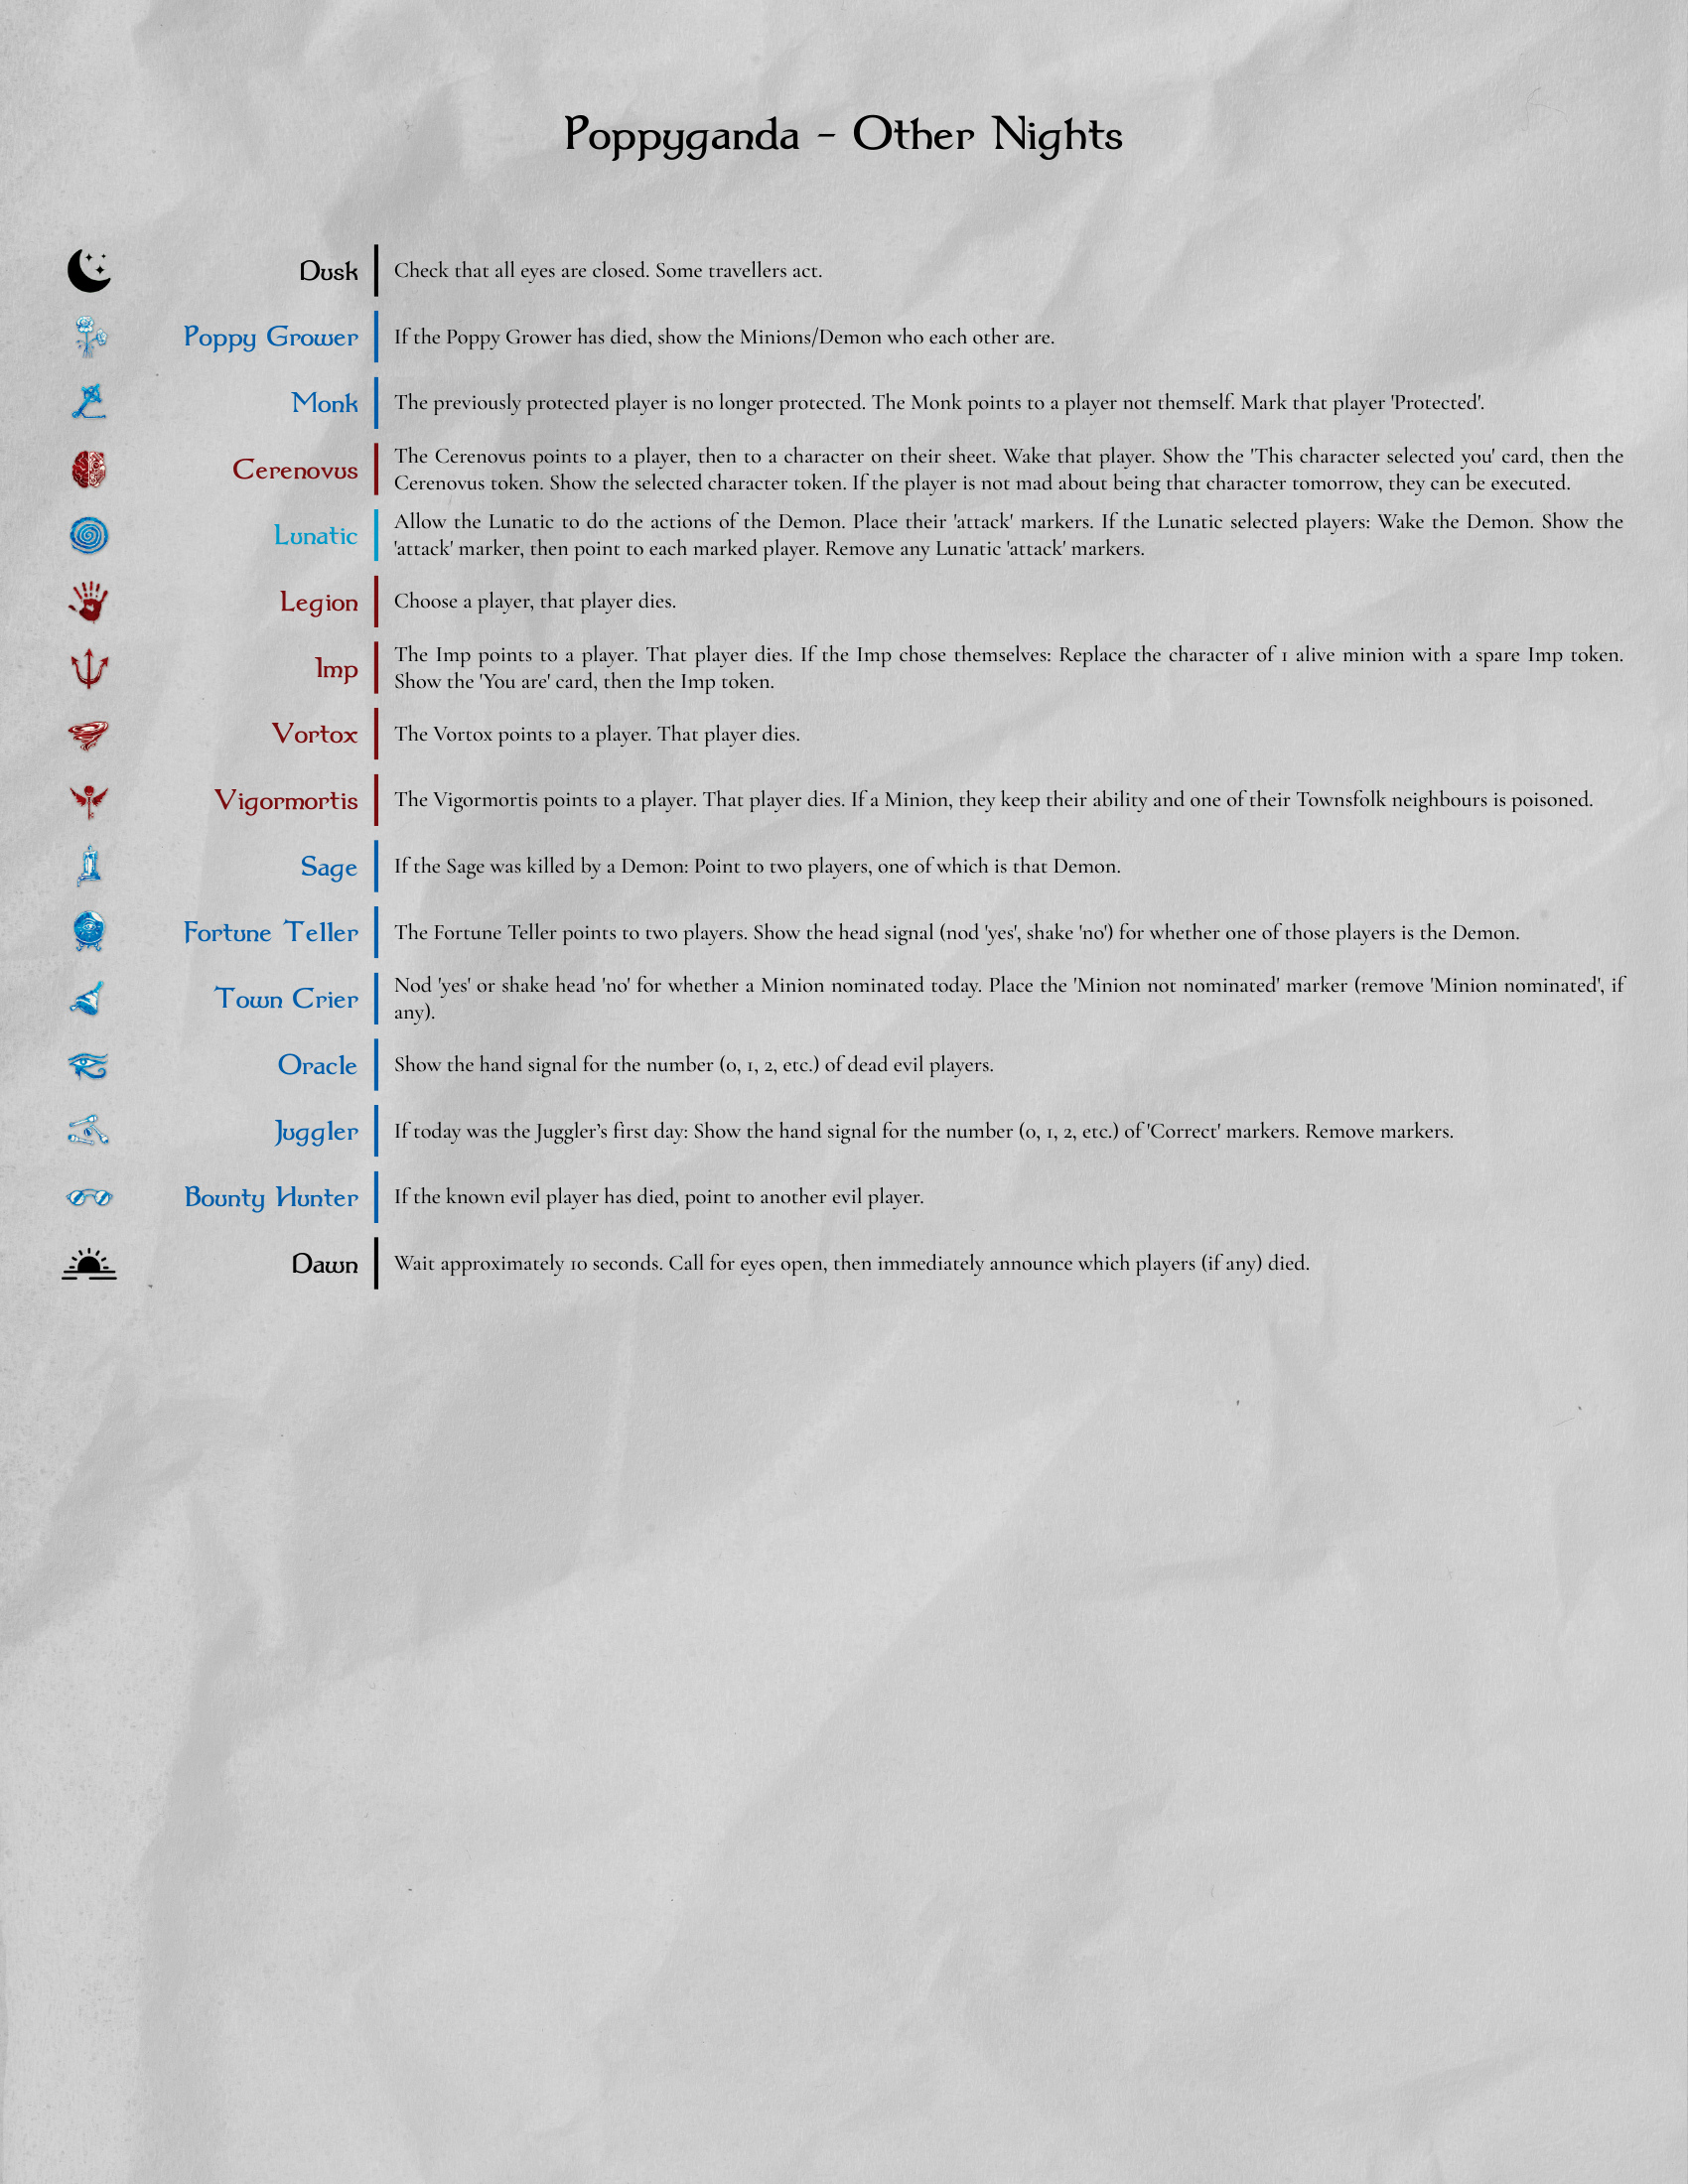 Poppyganda - Other Nights
Dusk
Check that all eyes are closed. Some travellers act.
Poppy Grower
If the Poppy Grower has died, show the Minions/Demon who each other are.
Monk
The previously protected player is no longer protected. The Monk points to a player not themself. Mark that player 'Protected'.
Cerenovus
The Cerenovus points to a player, then to a character on their sheet. Wake that player. Show the 'This character selected you' card, then the
Cerenovus token. Show the selected character token. If the player is not mad about being that character tomorrow, they can be executed.
Lunatic
Allow the Lunatic to do the actions of the Demon. Place their 'attack' markers. If the Lunatic selected players: Wake the Demon. Show the
'attack' marker, then point to each marked player. Remove any Lunatic 'attack' markers.
Legion
Choose a player, that player dies.
Imp
The Imp points to a player. That player dies. If the Imp chose themselves: Replace the character of 1 alive minion with a spare Imp token.
Show the 'You are' card, then the Imp token.
Vortox
The Vortox points to a player. That player dies.
Vigormortis
The Vigormortis points to a player. That player dies. If a Minion, they keep their ability and one of their Townsfolk neighbours is poisoned.
Sage
If the Sage was killed by a Demon: Point to two players, one of which is that Demon.
Fortune Teller
The Fortune Teller points to two players. Show the head signal (nod 'yes', shake 'no') for whether one of those players is the Demon.
Town Crier
Nod 'yes' or shake head 'no' for whether a Minion nominated today. Place the 'Minion not nominated' marker (remove 'Minion nominated', if
any).
Oracle
Show the hand signal for the number (0, 1, 2, etc.) of dead evil players.
Juggler
If today was the Juggler’s first day: Show the hand signal for the number (0, 1, 2, etc.) of 'Correct' markers. Remove markers.
Bounty Hunter
If the known evil player has died, point to another evil player.
Dawn
Wait approximately 10 seconds. Call for eyes open, then immediately announce which players (if any) died.